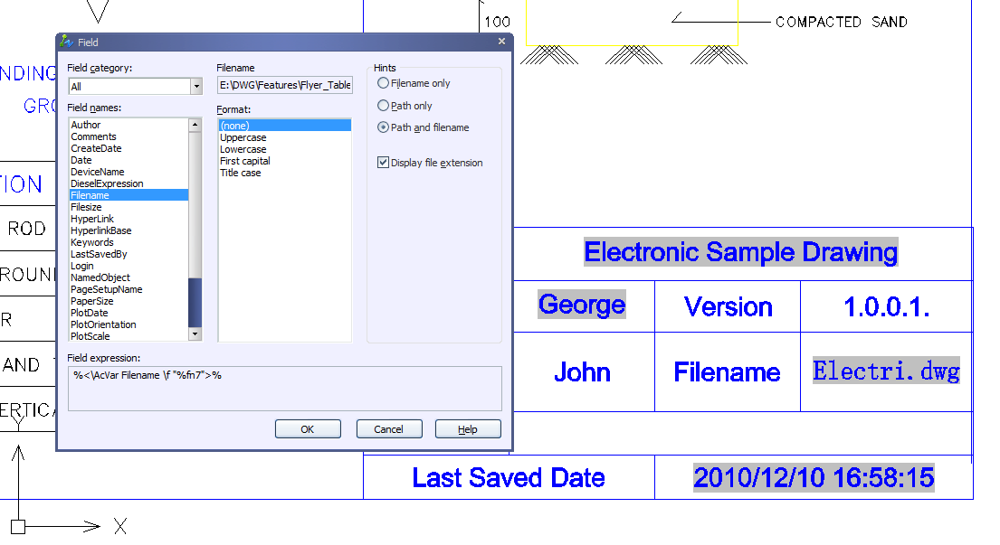 100
COMPACTED SAND
NDING
GRO
TION
ROD
ROUN
R
AND
ERTICA
Y
X
Field
Field category:
All
Field names:
Author
Comments
CreateDate
Date
DeviceName
DieselExpression
Filename
Filesize
HyperLink
HyperlinkBase
Keywords
LastSavedBy
Login
NamedObject
PageSetupName
PaperSize
PlotDate
PlotOrientation
PlotScale
Filename
E:\DWG\Features\Flyer_Table
Format:
(none)
Uppercase
Lowercase
First capital
Title case
Hints
Filename only
Path only
Path and filename
Display file extension
Field expression:
%<\AcVar Filename \f "%fn7">%
OK Cancel Help
Electronic Sample Drawing
George Version 1.0.0.1.
John Filename Electri.dwg
Last Saved Date 2010/12/10 16:58:15